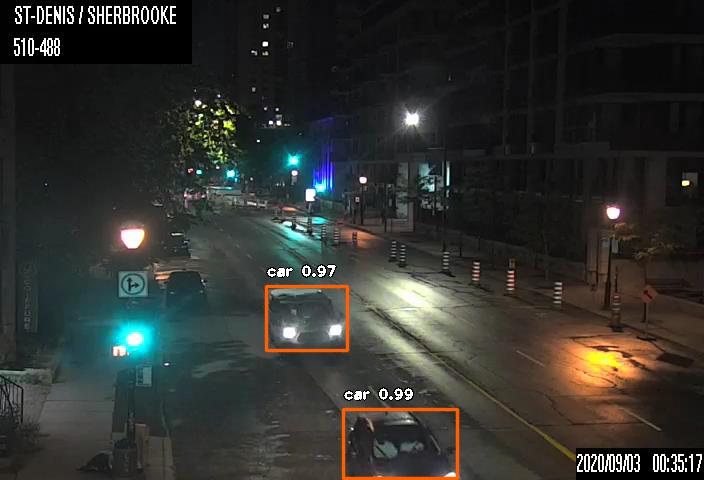 ST-DENIS / SHERBROOKE
510-488
car 0.97
car 0.99
2020/09/03 00:35:17